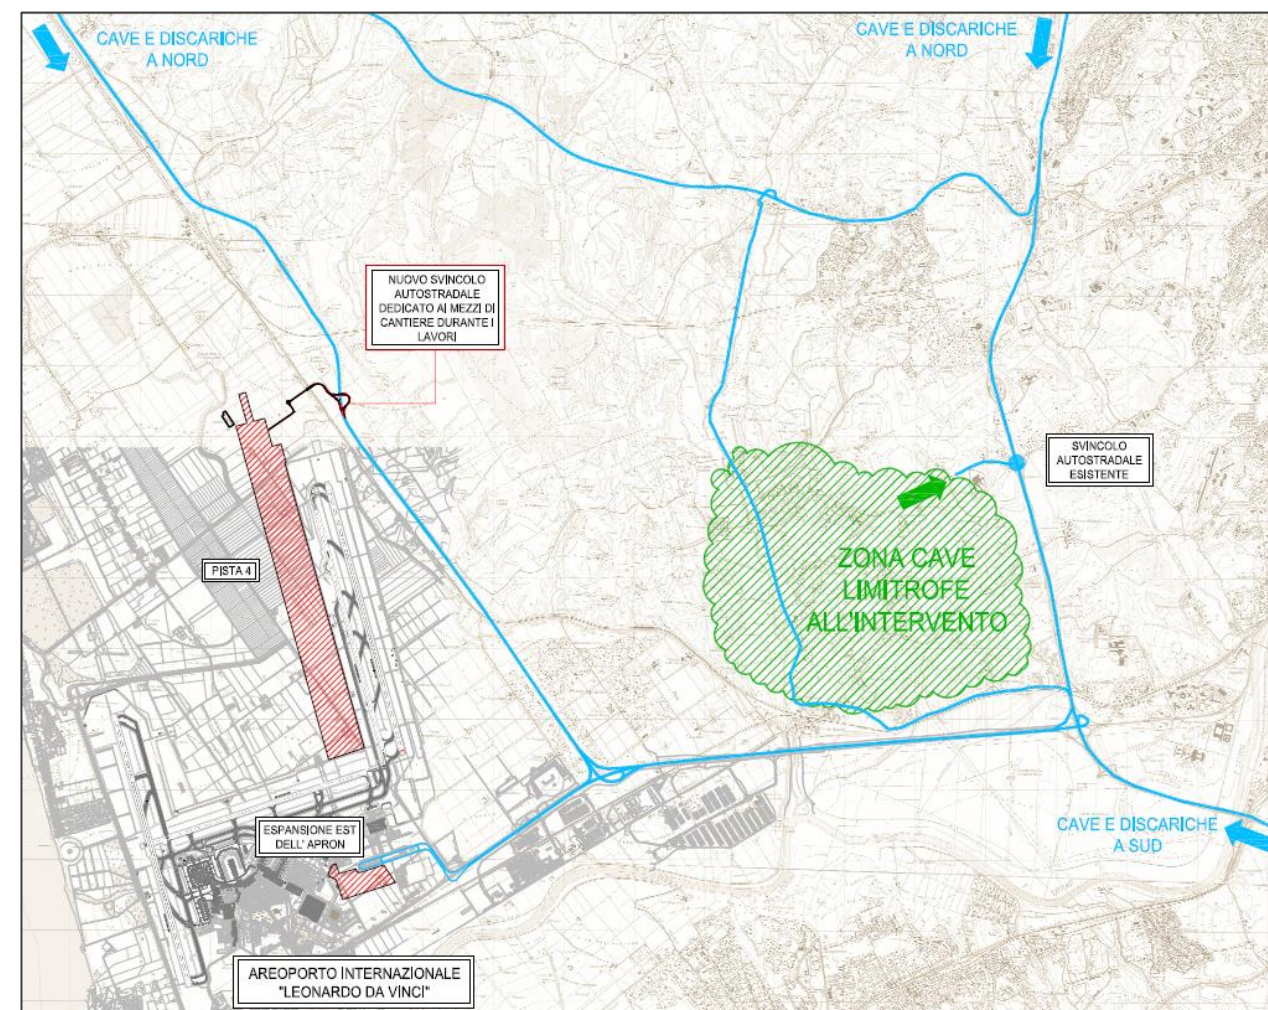 CAVE E DISCARICHE
A NORD
CAVE E DISCARICHE
A NORD
NUOVO SVINCOLO
AUTOSTRADALE
DEDICATO AI MEZZI DI
CANTIERE DURANTE I
LAVORI
SVINCOLO
AUTOSTRADALE
ESISTENTE
ZONA CAVE
LIMITROFE
ALL'INTERVENTO
PISTA 4
ESPANSIONE EST
DELL' APRON
CAVE E DISCARICHE
A SUD
AREOPORTO INTERNAZIONALE
"LEONARDO DA VINCI"